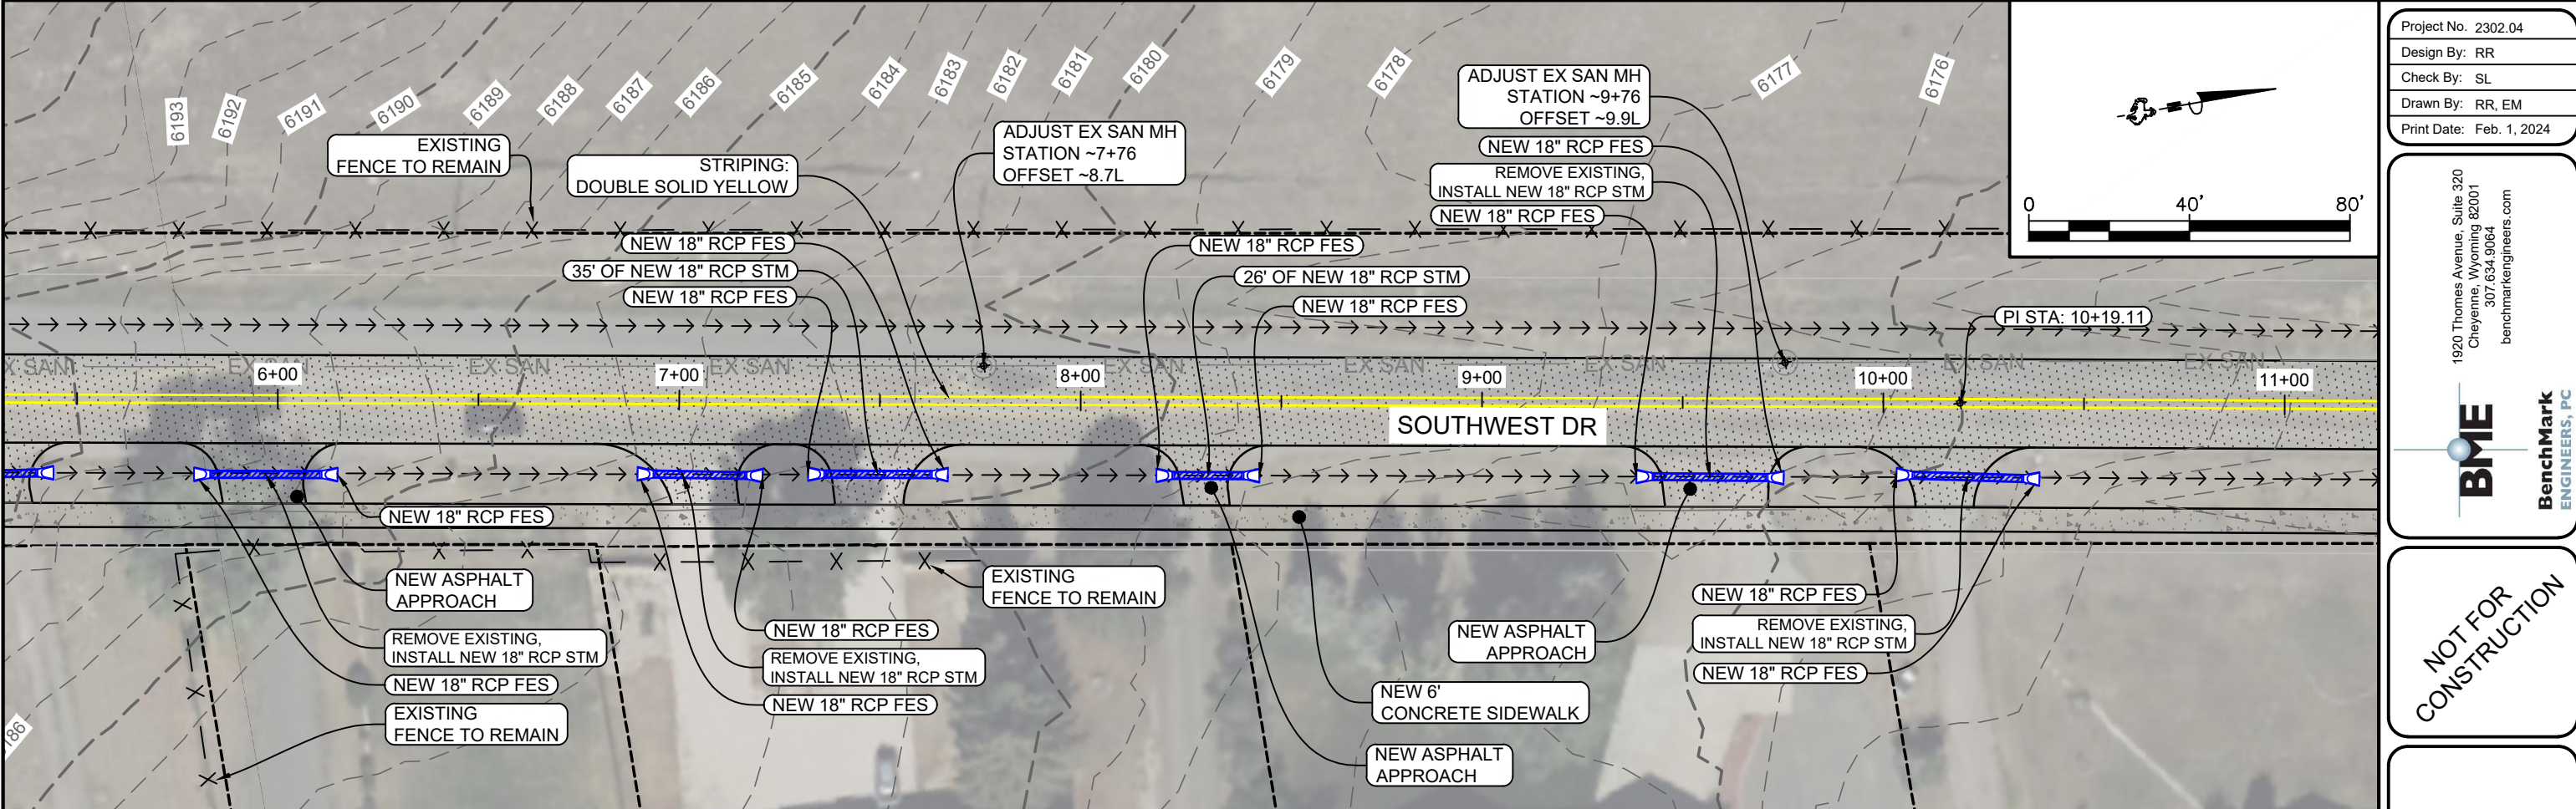 6193
6192
6191
6190
6189
6188
6187
6186
6185
6184
6183
6182
6181
6180
6179
6178
6177
6176
EXISTING
FENCE TO REMAIN
STRIPING:
DOUBLE SOLID YELLOW
ADJUST EX SAN MH
STATION ~7+76
OFFSET ~8.7L
ADJUST EX SAN MH
STATION ~9+76
OFFSET ~9.9L
NEW 18" RCP FES
REMOVE EXISTING,
INSTALL NEW 18" RCP STM
NEW 18" RCP FES
NEW 18" RCP FES
35' OF NEW 18" RCP STM
NEW 18" RCP FES
NEW 18" RCP FES
26' OF NEW 18" RCP STM
NEW 18" RCP FES
PI STA: 10+19.11
0 40' 80'
X SAN
EX SAN
EX SAN
EX SAN
EX SAN
EX SAN
EX SAN
EX SAN
EX SAN
6+00
7+00
8+00
9+00
10+00
11+00
SOUTHWEST DR
NEW 18" RCP FES
NEW ASPHALT
APPROACH
REMOVE EXISTING,
INSTALL NEW 18" RCP STM
NEW 18" RCP FES
EXISTING
FENCE TO REMAIN
NEW 18" RCP FES
REMOVE EXISTING,
INSTALL NEW 18" RCP STM
NEW 18" RCP FES
EXISTING
FENCE TO REMAIN
NEW ASPHALT
APPROACH
NEW 6'
CONCRETE SIDEWALK
NEW ASPHALT
APPROACH
NEW 18" RCP FES
REMOVE EXISTING,
INSTALL NEW 18" RCP STM
NEW 18" RCP FES
186
Project No. 2302.04
Design By: RR
Check By: SL
Drawn By: RR, EM
Print Date: Feb. 1, 2024
1920 Thomes Avenue, Suite 320
Cheyenne, Wyoming 82001
307.634.9064
benchmarkengineers.com
BME
BenchMark
ENGINEERS, PC
NOT FOR
CONSTRUCTION